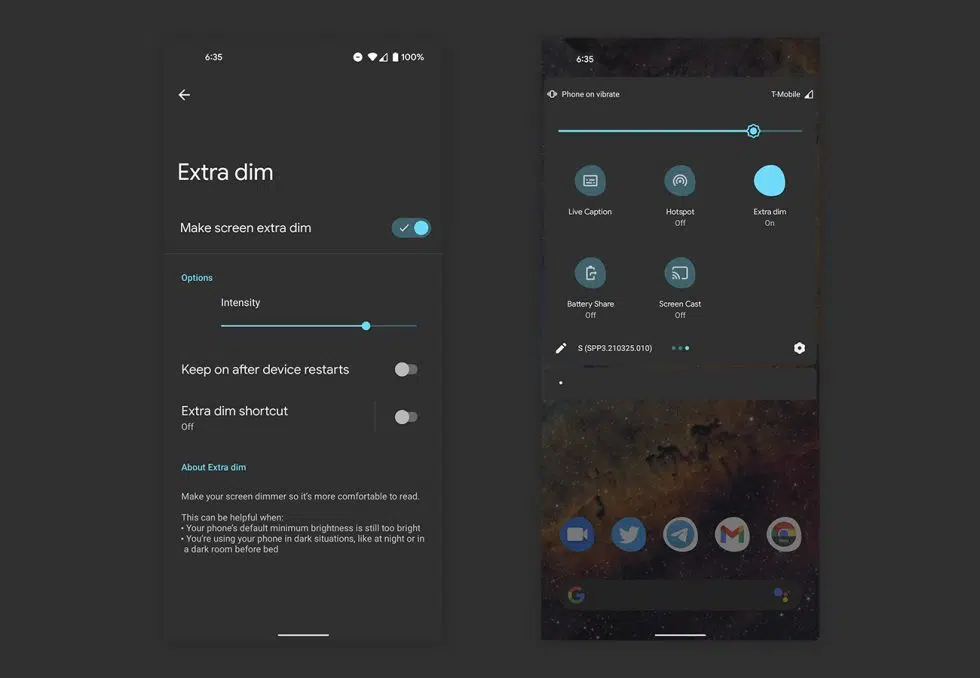 6:35
100%
Extra dim
Make screen extra dim
Options
Intensity
Keep on after device restarts
Extra dim shortcut
Off
About Extra dim
Make your screen dimmer so it's more comfortable to read.
This can be helpful when:
• Your phone's default minimum brightness is still too bright
• You're using your phone in dark situations, like at night or in
a dark room before bed
6:35
Phone on vibrate
T-Mobile
Live Caption
Hotspot
Off
Extra dim
On
Battery Share
Off
Screen Cast
Off
S (SPP3.210325.010)